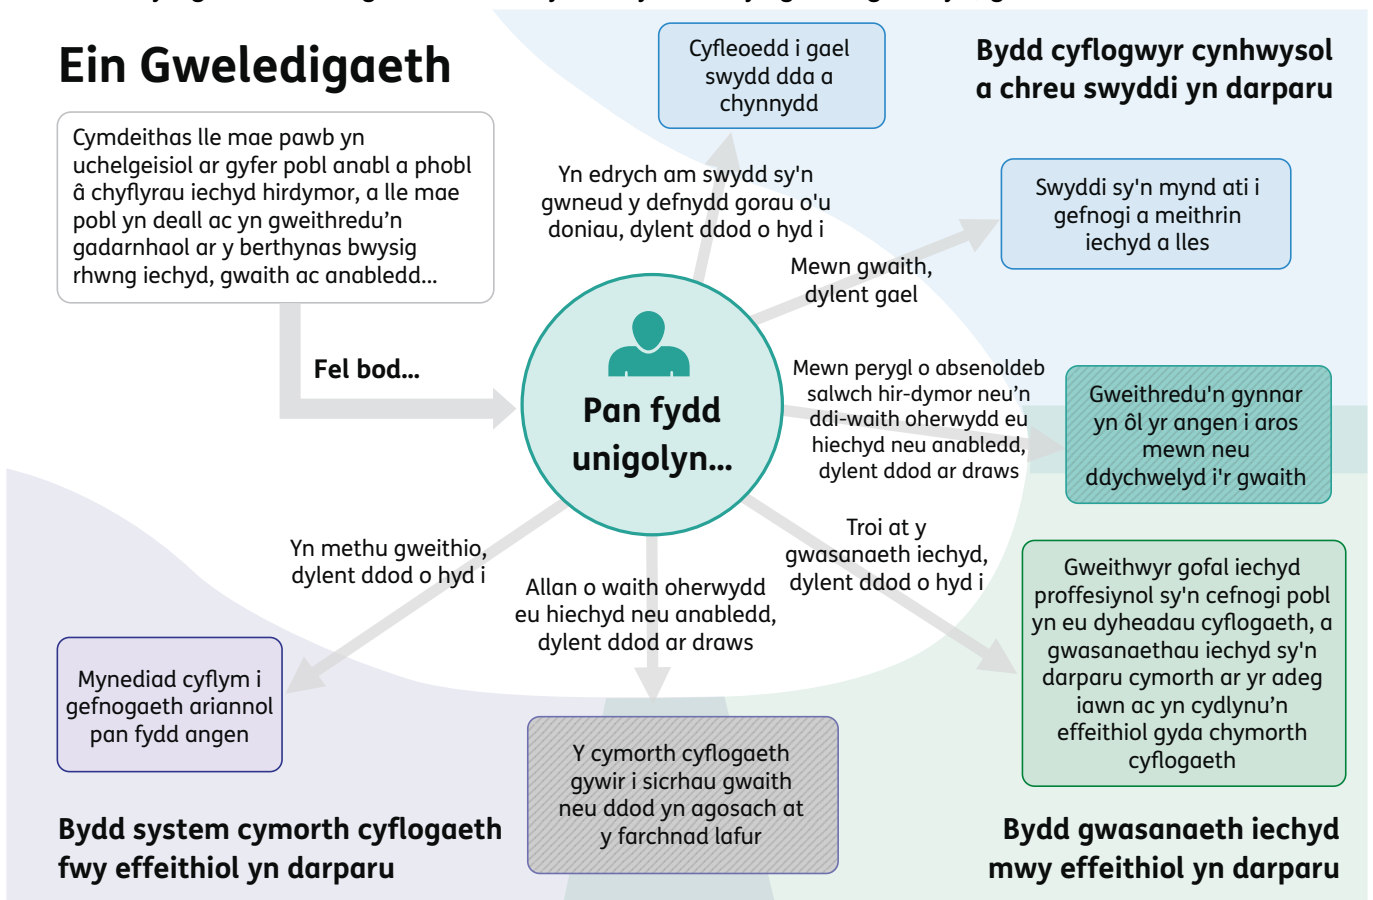 Ein Gweledigaeth
Cymdeithas lle mae pawb yn
uchelgeisiol ar gyfer pobl anabl a phobl
â chyflyrau iechyd hirdymor, a lle mae
pobl yn deall ac yn gweithredu’n
gadarnhaol ar y berthynas bwysig
rhwng iechyd, gwaith ac anabledd...
Fel bod...
Pan fydd
unigolyn...
Yn edrych am swydd sy'n
gwneud y defnydd gorau o'u
doniau, dylent ddod o hyd i
Cyfleoedd i gael
swydd dda a
chynnydd
Bydd cyflogwyr cynhwysol
a chreu swyddi yn darparu
Mewn gwaith,
dylent gael
Swyddi sy'n mynd ati i
gefnogi a meithrin
iechyd a lles
Mewn perygl o absenoldeb
salwch hir-dymor neu’n
ddi-waith oherwydd eu
hiechyd neu anabledd,
dylent ddod ar draws
Gweithredu'n gynnar
yn ôl yr angen i aros
mewn neu
ddychwelyd i'r gwaith
Troi at y
gwasanaeth iechyd,
dylent ddod o hyd i
Gweithwyr gofal iechyd
proffesiynol sy'n cefnogi pobl
yn eu dyheadau cyflogaeth, a
gwasanaethau iechyd sy'n
darparu cymorth ar yr adeg
iawn ac yn cydlynu’n
effeithiol gyda chymorth
cyflogaeth
Bydd gwasanaeth iechyd
mwy effeithiol yn darparu
Allan o waith oherwydd
eu hiechyd neu anabledd,
dylent ddod ar draws
Y cymorth cyflogaeth
gywir i sicrhau gwaith
neu ddod yn agosach at
y farchnad lafur
Yn methu gweithio,
dylent ddod o hyd i
Mynediad cyflym i
gefnogaeth ariannol
pan fydd angen
Bydd system cymorth cyflogaeth
fwy effeithiol yn darparu